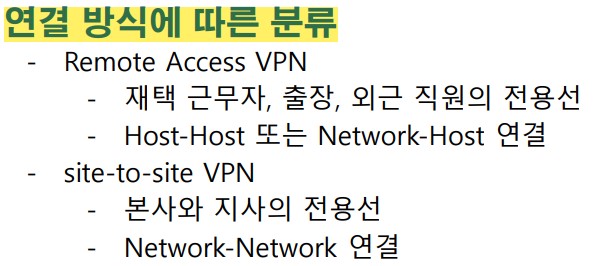 연결 방식에 따른 분류
- Remote Access VPN
- 재택 근무자, 출장, 외근 직원의 전용선
- Host-Host 또는 Network-Host 연결
- site-to-site VPN
- 본사와 지사의 전용선
- Network-Network 연결